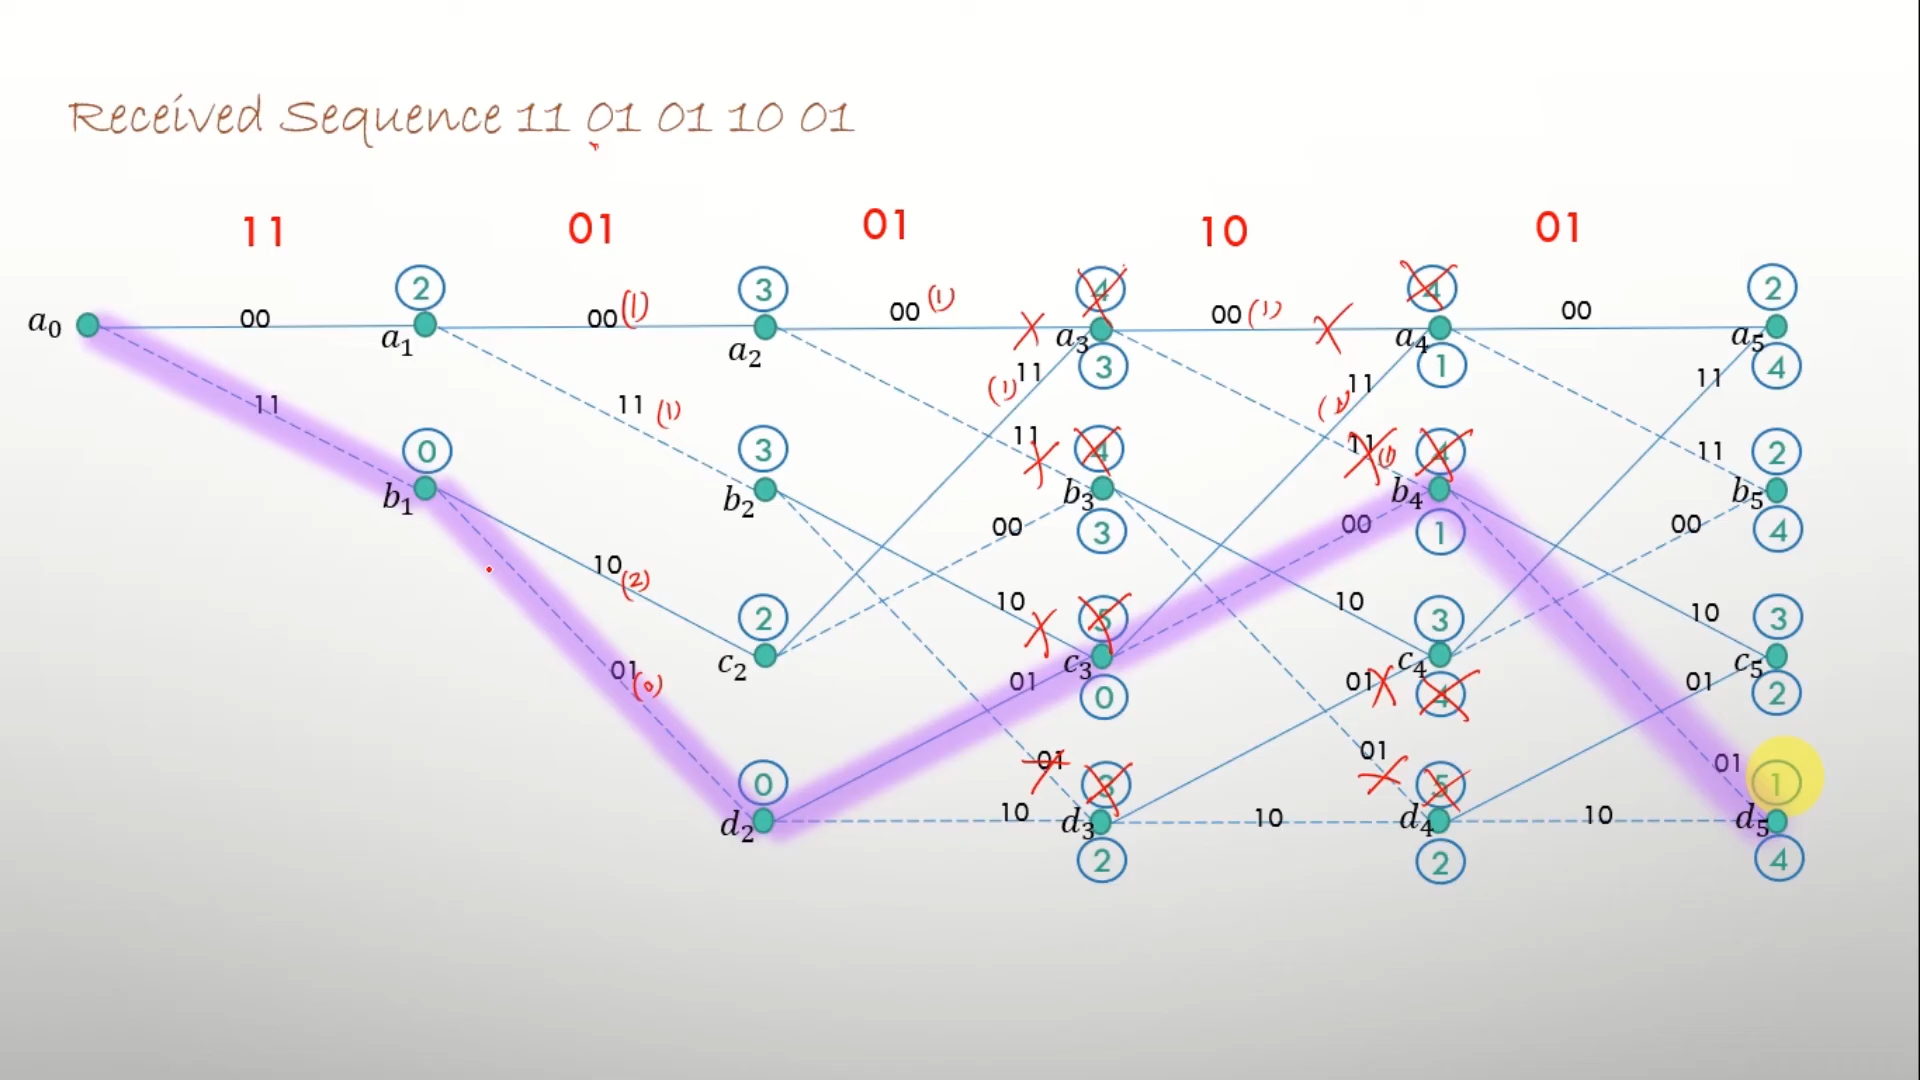 Received Sequence 11 01 01 10 01
11 01 01 10 01
2 3 4 4 2
00 00 (1) 00 (1) 00 (1) 00
a0 a1 a2 a3 a4 a5
3 1 4
11 11 11
(1)
11 11 (1) 11 11 11
(1)
0 3 4 4 2
b1 b2 b3 b4 b5
00 00 00
3 1 4
10 (2) 10 10 10
2 5 3 3
c2 c3 c4 c5
01 (0) 01 01 01
0 4 2
01 01 01
0 3 5 1
d2 10 d3 10 d4 10 d5
2 2 4